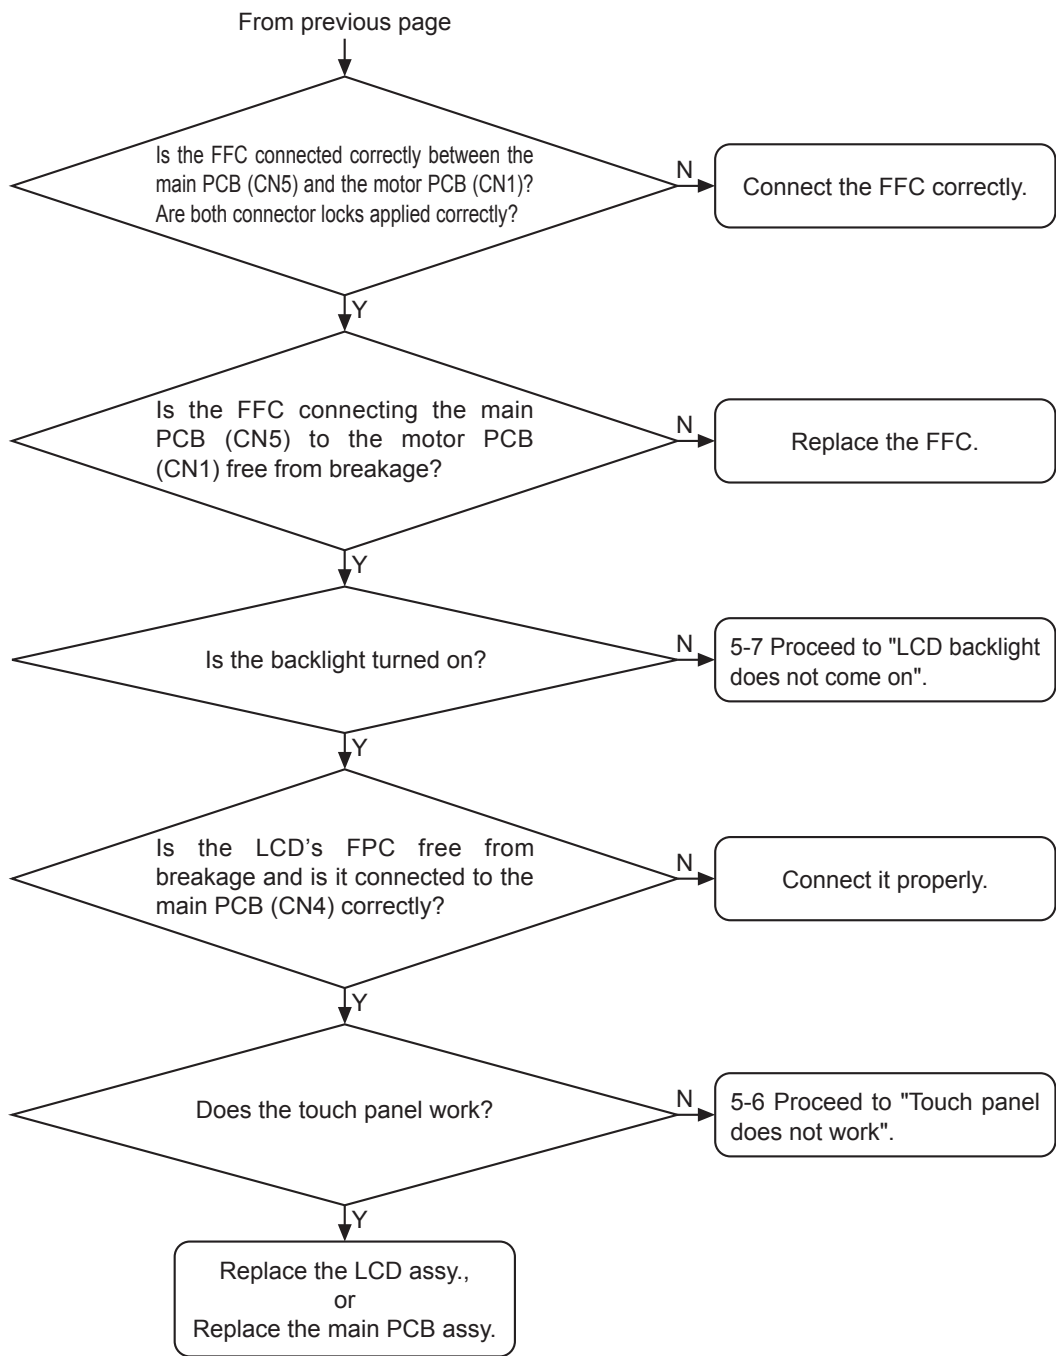 From previous page
Is the FFC connected correctly between the
main PCB (CN5) and the motor PCB (CN1)?
Are both connector locks applied correctly?
N
Connect the FFC correctly.
Y
Is the FFC connecting the main
PCB (CN5) to the motor PCB
(CN1) free from breakage?
N
Replace the FFC.
Y
Is the backlight turned on?
N
5-7 Proceed to "LCD backlight
does not come on".
Y
Is the LCD’s FPC free from
breakage and is it connected to the
main PCB (CN4) correctly?
N
Connect it properly.
Y
Does the touch panel work?
N
5-6 Proceed to "Touch panel
does not work".
Y
Replace the LCD assy.,
or
Replace the main PCB assy.